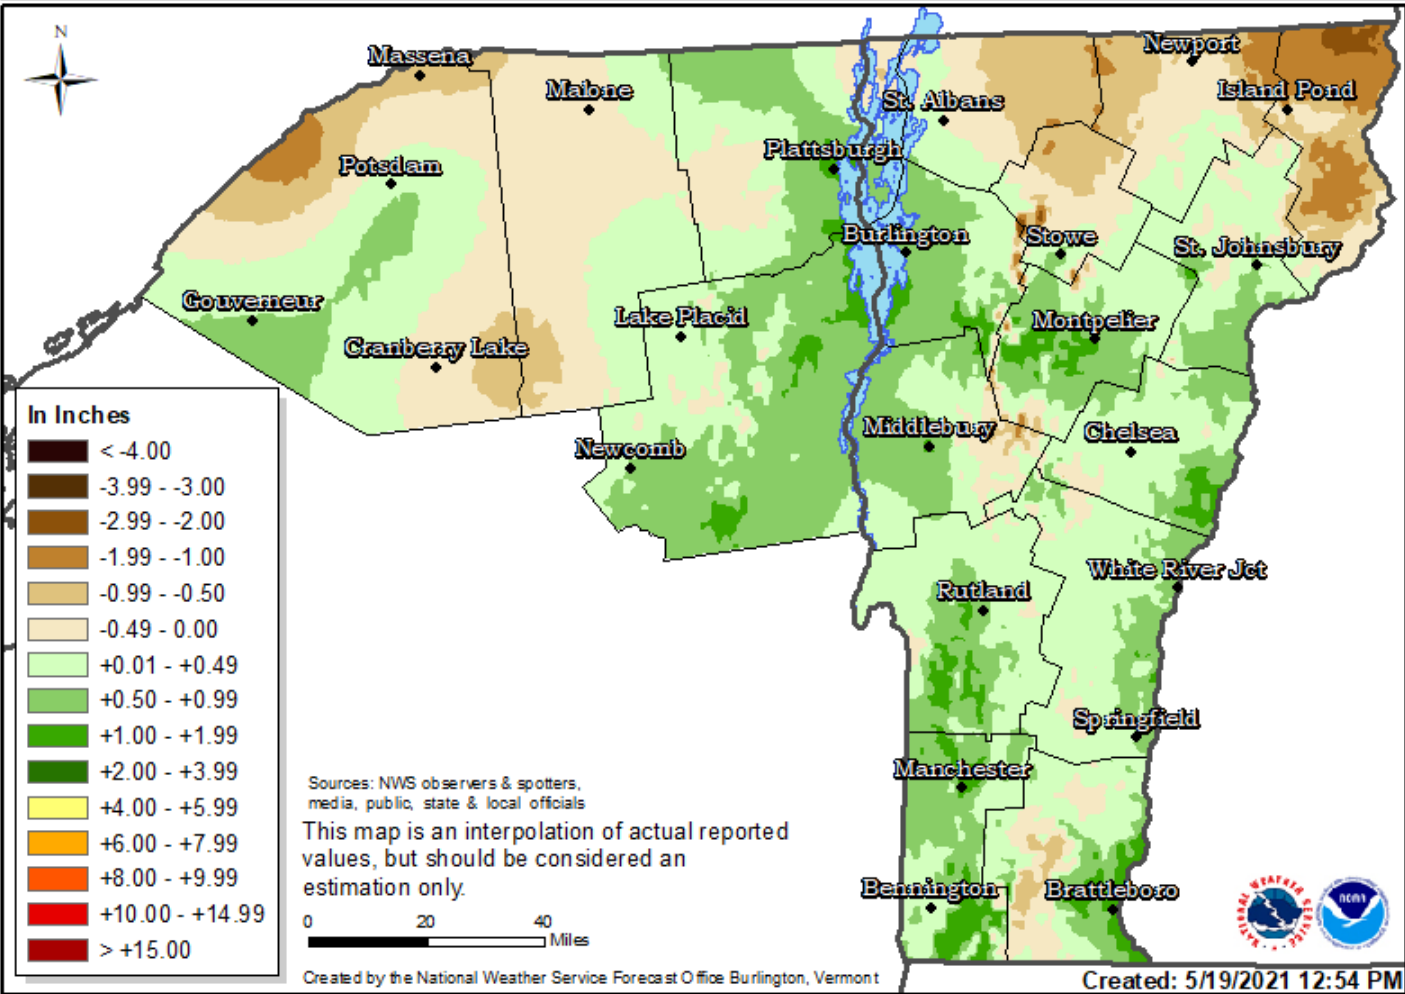 N
Massena
Malone
Newport
St. Albans
Island Pond
Plattsburgh
Potsdam
Burlington
Stowe
St. Johnsbury
Gouverneur
Lake Placid
Montpelier
Cranberry Lake
Middlebury
Chelsea
Newcomb
White River Jct
Rutland
Springfield
Manchester
Bennington
Brattleboro
In Inches
< -4.00
-3.99 - -3.00
-2.99 - -2.00
-1.99 - -1.00
-0.99 - -0.50
-0.49 - 0.00
+0.01 - +0.49
+0.50 - +0.99
+1.00 - +1.99
+2.00 - +3.99
+4.00 - +5.99
+6.00 - +7.99
+8.00 - +9.99
+10.00 - +14.99
> +15.00
Sources: NWS observers & spotters,
media, public, state & local officials
This map is an interpolation of actual reported
values, but should be considered an
estimation only.
0 20 40
Miles
Created by the National Weather Service Forecast Office Burlington, Vermont
NATIONAL WEATHER SERVICE
noaa
Created: 5/19/2021 12:54 PM